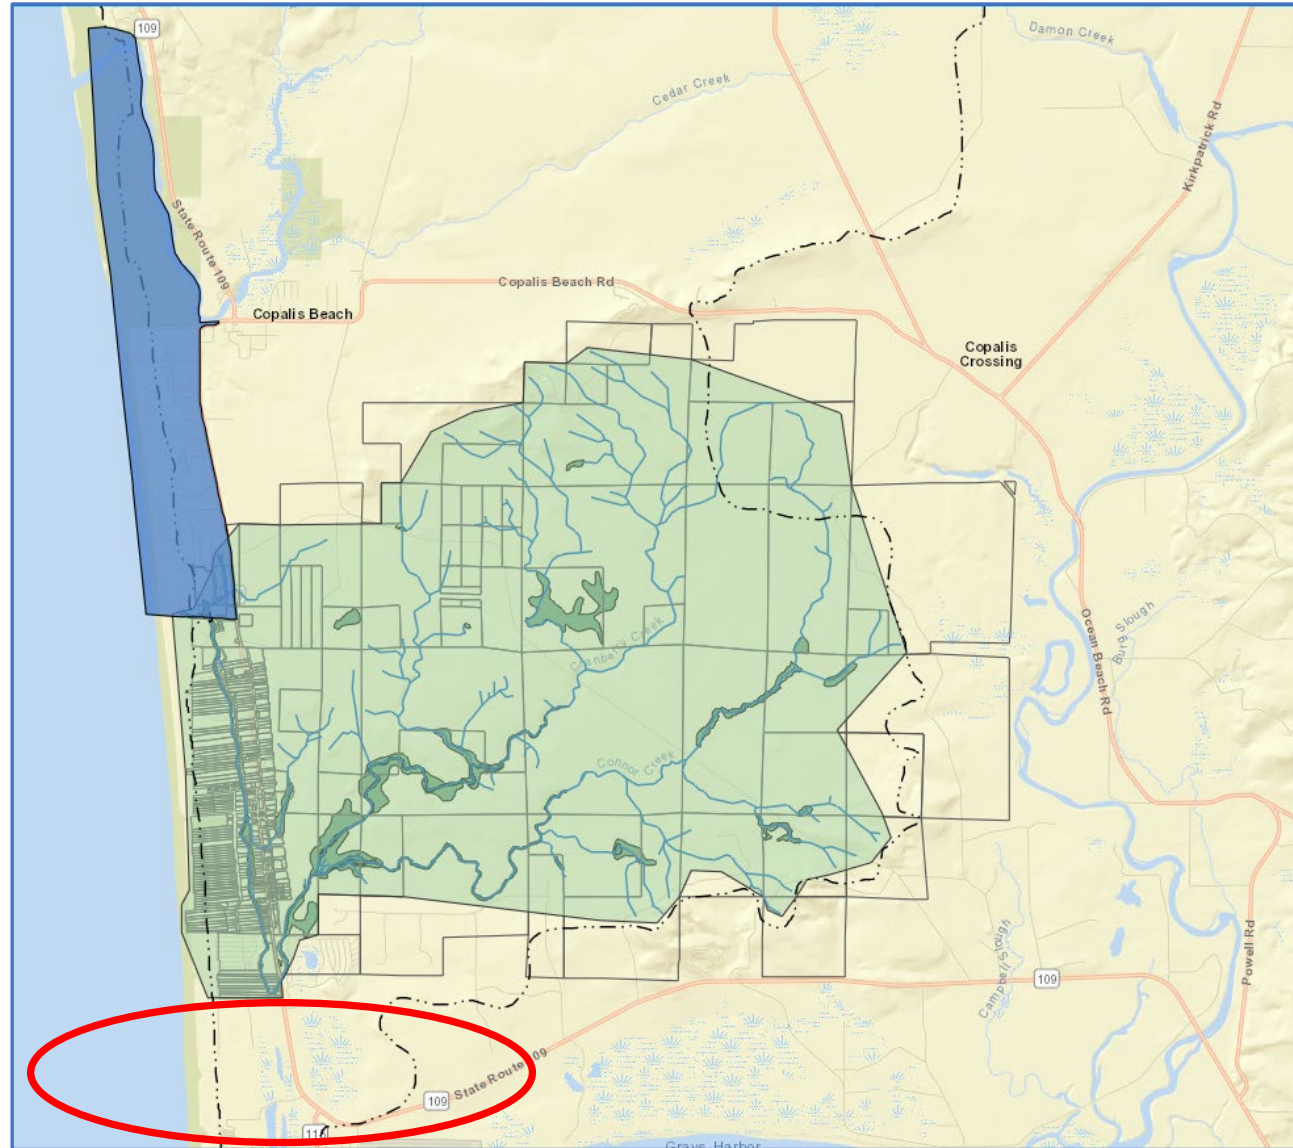 109
Damon Creek
Cedar Creek
Kirkpatrick Rd
State Route 109
Copalis Beach Rd
Copalis Beach
Copalis
Crossing
Burg Slough
Ocean Beach Rd
Cranberry Creek
Connor Creek
Campbell Slough
Powell Rd
109
State Route 109
109
Grays Harbor